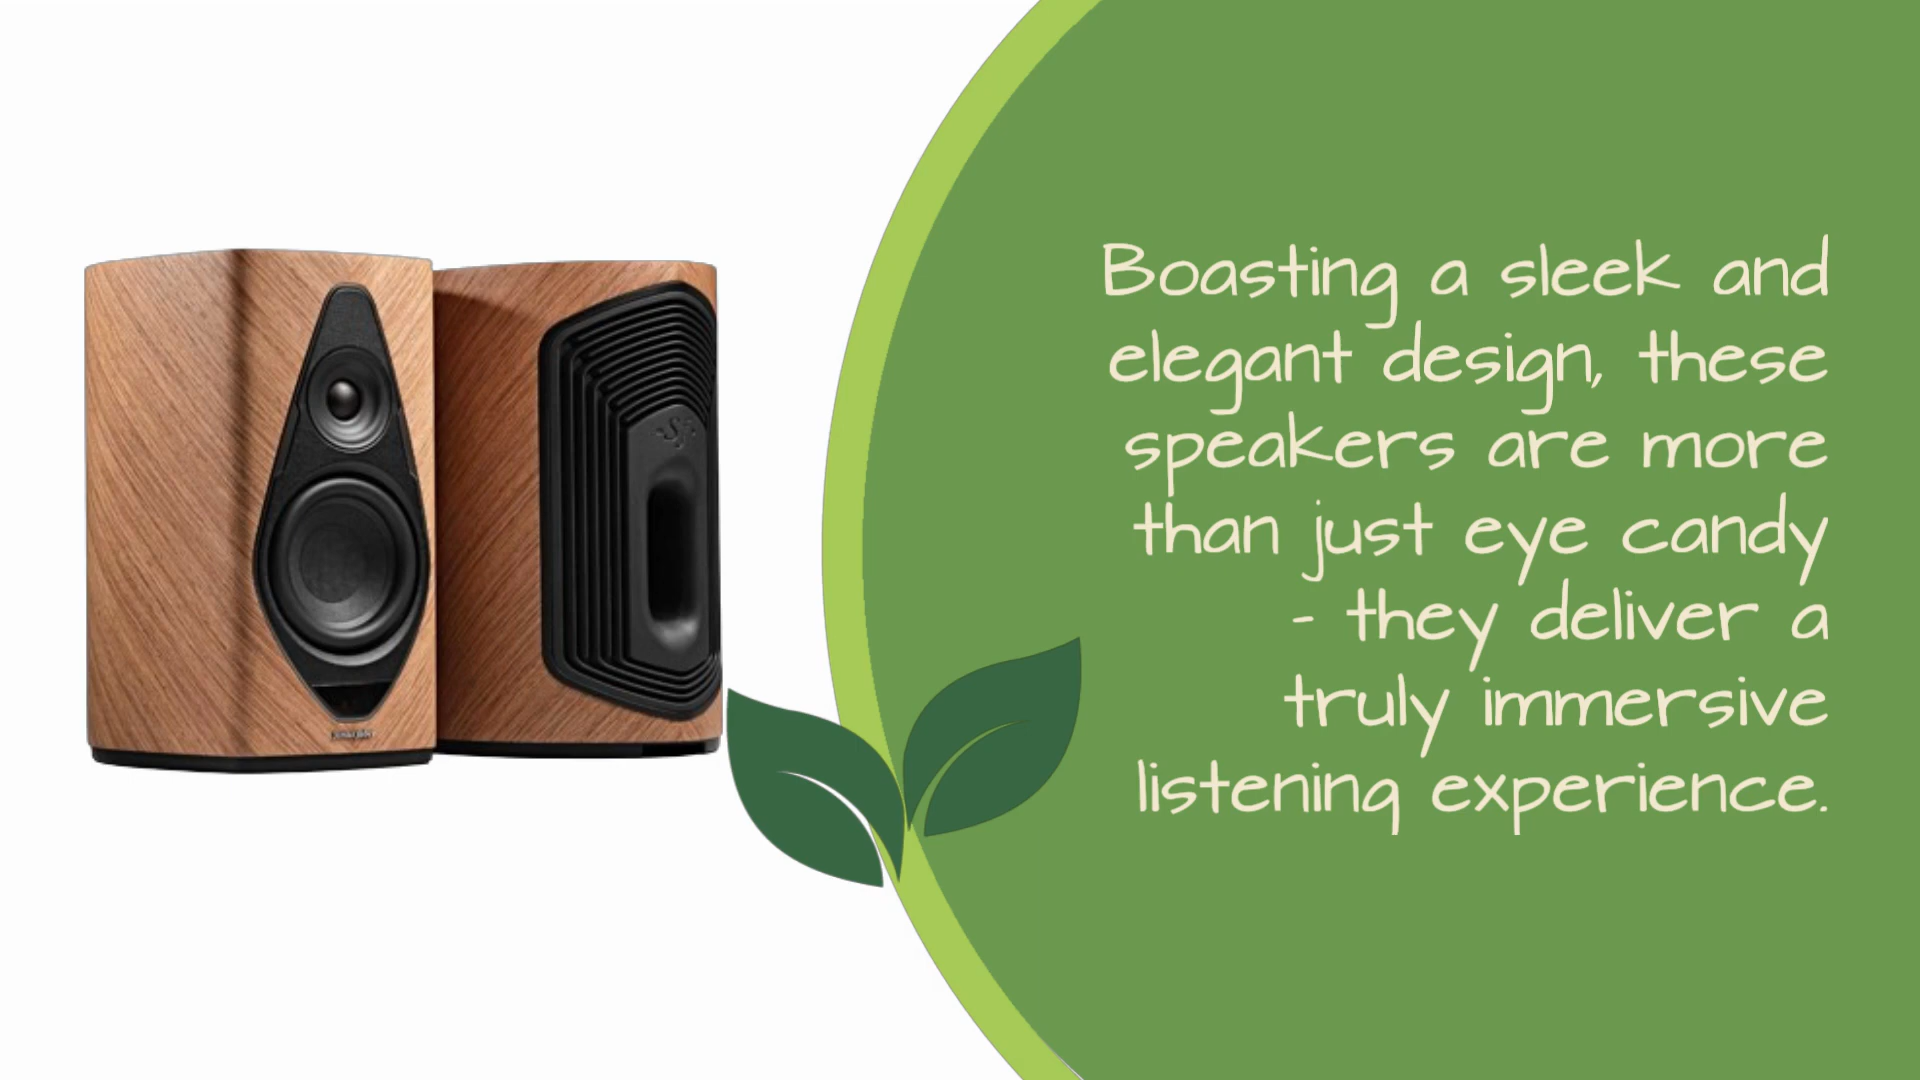 Boasting a sleek and
elegant design, these
speakers are more
than just eye candy
- they deliver a
truly immersive
listening experience.